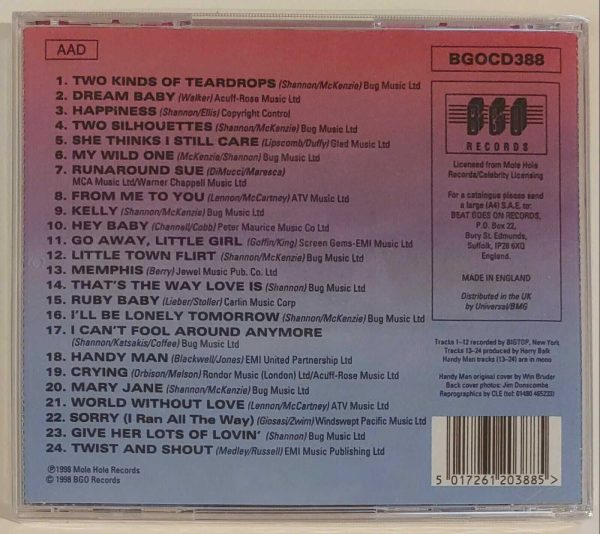 AAD
BGOCD388
1. TWO KINDS OF TEARDROPS (Shannon/McKenzie) Bug Music Ltd
2. DREAM BABY (Walker) Acuff-Rose Music Ltd
3. HAPPINESS (Shannon/Ellis) Copyright Control
4. TWO SILHOUETTES (Shannon/McKenzie) Bug Music Ltd
5. SHE THINKS I STILL CARE (Lipscomb/Duffy) Glad Music Ltd
6. MY WILD ONE (McKenzie/Shannon) Bug Music Ltd
7. RUNAROUND SUE (DiMucci/Maresca)
MCA Music Ltd/Warner Chappell Music Ltd
8. FROM ME TO YOU (Lennon/McCartney) ATV Music Ltd
9. KELLY (Shannon/McKenzie) Bug Music Ltd
10. HEY BABY (Channell/Cobb) Peter Maurice Music Co Ltd
11. GO AWAY, LITTLE GIRL (Goffin/King) Screen Gems-EMI Music Ltd
12. LITTLE TOWN FLIRT (Shannon/McKenzie) Bug Music Ltd
13. MEMPHIS (Berry) Jewel Music Pub. Co. Ltd
14. THAT'S THE WAY LOVE IS (Shannon) Bug Music Ltd
15. RUBY BABY (Lieber/Stoller) Carlin Music Corp
16. I'LL BE LONELY TOMORROW (Shannon) Bug Music Ltd
17. I CAN'T FOOL AROUND ANYMORE
(Shannon/Katsakis/Coffee) Bug Music Ltd
18. HANDY MAN (Blackwell/Jones) EMI United Partnership Ltd
19. CRYING (Orbison/Melson) Rondor Music (London) Ltd/Acuff-Rose Music Ltd
20. MARY JANE (Shannon/McKenzie) Bug Music Ltd
21. WORLD WITHOUT LOVE (Lennon/McCartney) ATV Music Ltd
22. SORRY (I Ran All The Way) (Giosasi/Zwirn) Windswept Pacific Music Ltd
23. GIVE HER LOTS OF LOVIN' (Shannon) Bug Music Ltd
24. TWIST AND SHOUT (Medley/Russell) EMI Music Publishing Ltd
℗1998 Mole Hole Records
©1998 BGO Records
BGO
RECORDS
Licensed from Mole Hole
Records/Celebrity Licensing
For a catalogue please send
a large (A4) S.A.E. to:
BEAT GOES ON RECORDS,
P.O. Box 22,
Bury St. Edmunds,
Suffolk, IP28 6XQ
England.
MADE IN ENGLAND
Distributed in the UK
by Universal/BMG
Tracks 1-12 recorded by BIGTOP, New York
Tracks 13-24 produced by Harry Balk
Handy Man tracks (13-24) are in mono
Handy Man original cover by Win Bruder
Back cover photos: Jim Donscombe
Reprographics by CLE (tel: 01480 465233)
5 017261 203885 >